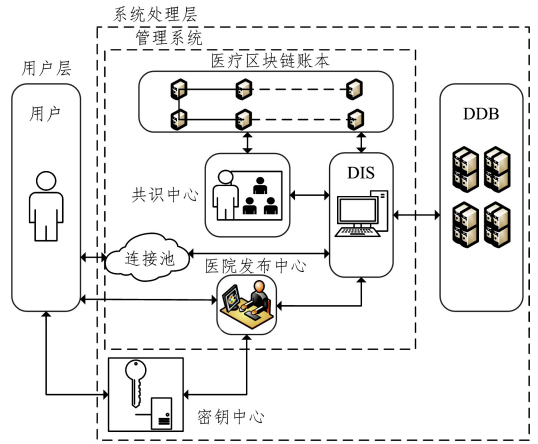 系统处理层
管理系统
用户层
医疗区块链账本
用户
DDB
DIS
共识中心
连接池
医院发布中心
密钥中心